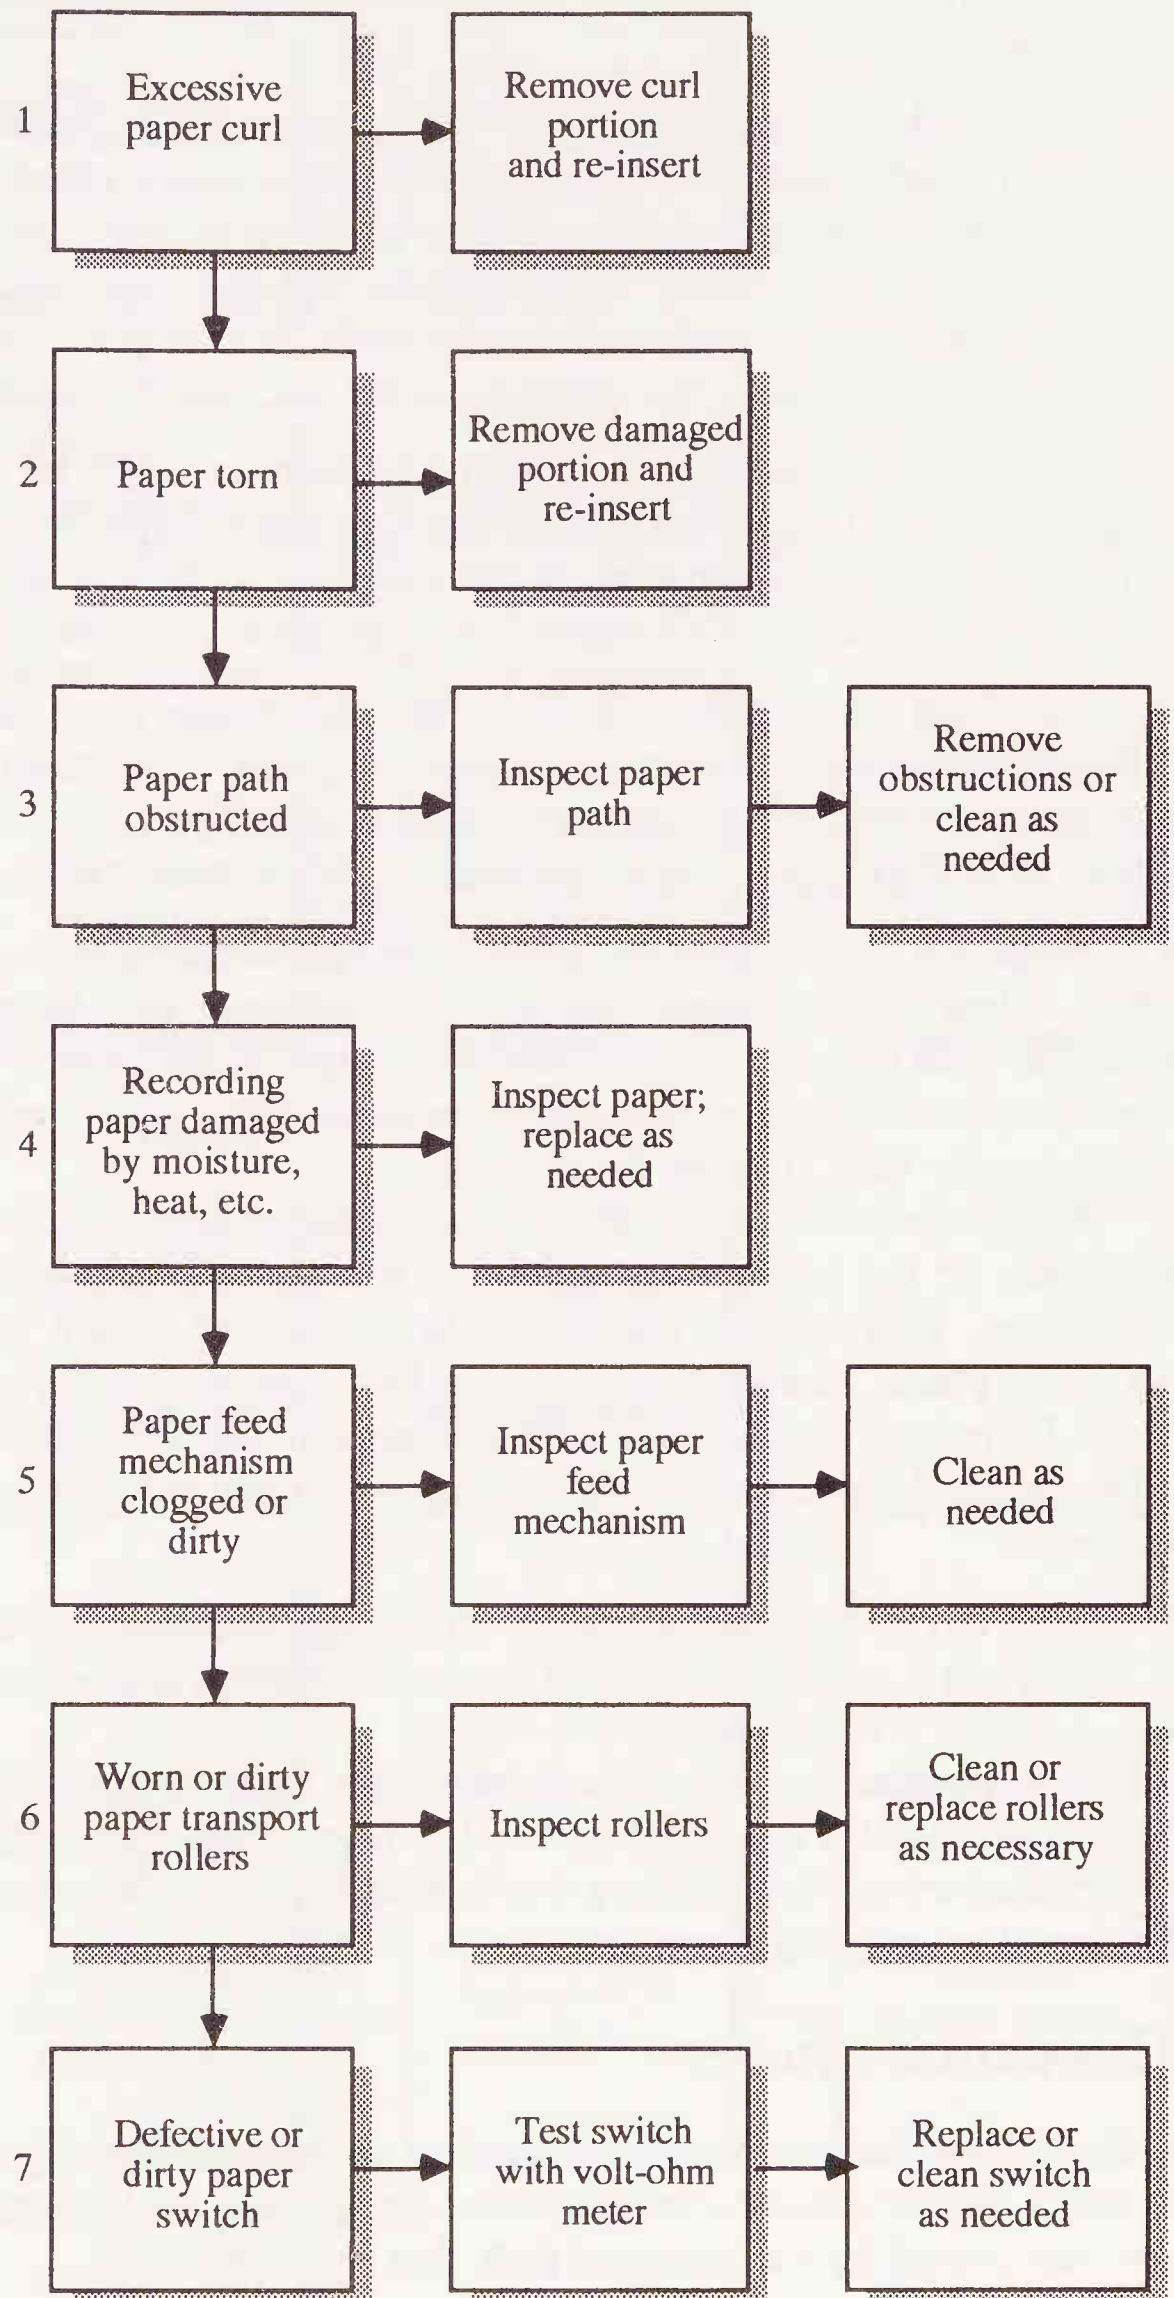 1
Excessive
paper curl
Remove curl
portion
and re-insert
2
Paper torn
Remove damaged
portion and
re-insert
3
Paper path
obstructed
Inspect paper
path
Remove
obstructions or
clean as
needed
4
Recording
paper damaged
by moisture,
heat, etc.
Inspect paper;
replace as
needed
5
Paper feed
mechanism
clogged or
dirty
Inspect paper
feed
mechanism
Clean as
needed
6
Worn or dirty
paper transport
rollers
Inspect rollers
Clean or
replace rollers
as necessary
7
Defective or
dirty paper
switch
Test switch
with volt-ohm
meter
Replace or
clean switch
as needed